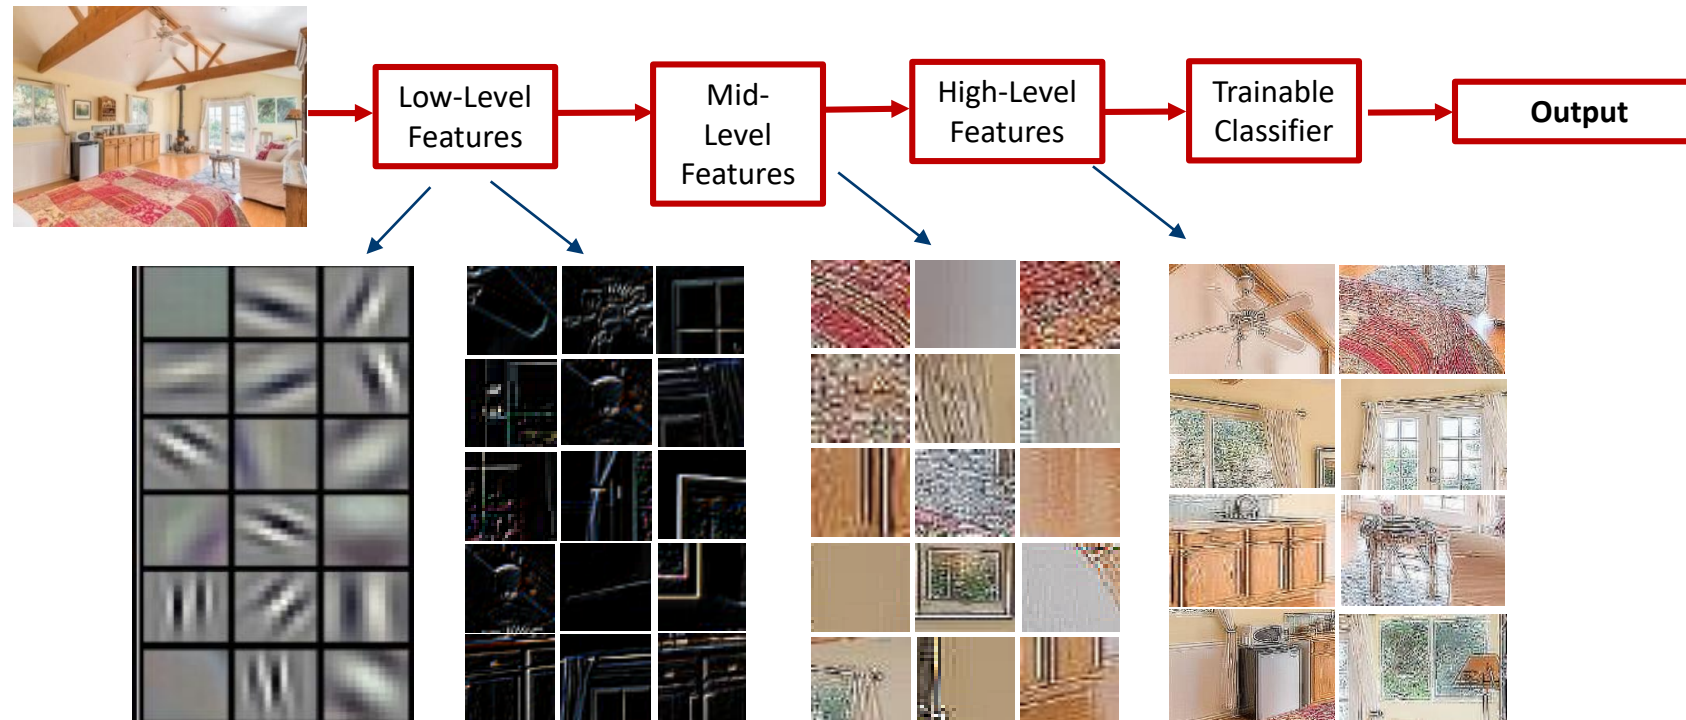 Low-Level
Features
Mid-
Level
Features
High-Level
Features
Trainable
Classifier
Output